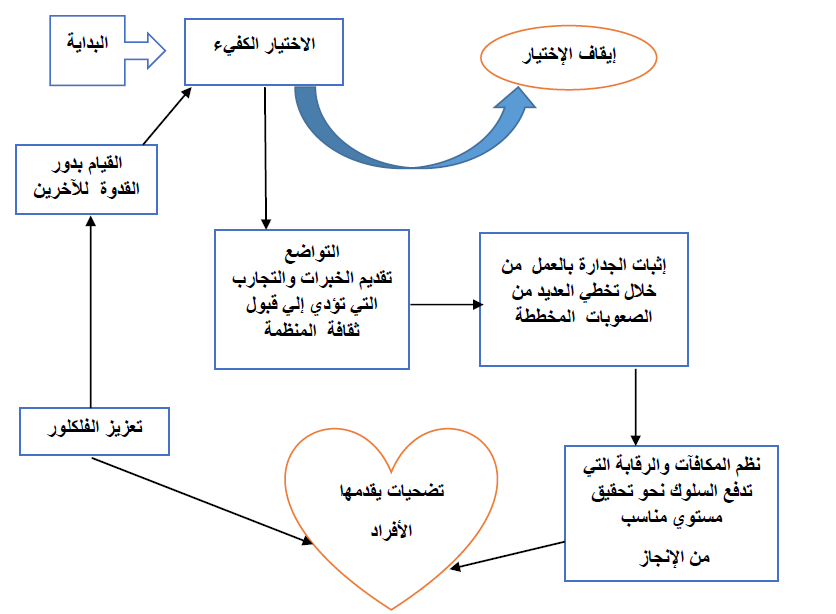 البداية
الاختيار الكفيء
إيقاف الإختيار
القيام بدور
القدوة للآخرين
التواضع
تقديم الخبرات والتجارب
التي تؤدي إلي قبول
ثقافة المنظمة
إثبات الجدارة بالعمل من
خلال تخطي العديد من
الصعوبات المخططة
نظم المكافآت والرقابة التي
تدفع السلوك نحو تحقيق
مستوي مناسب
من الإنجاز
تضحيات يقدمها
الأفراد
تعزيز الفلكلور